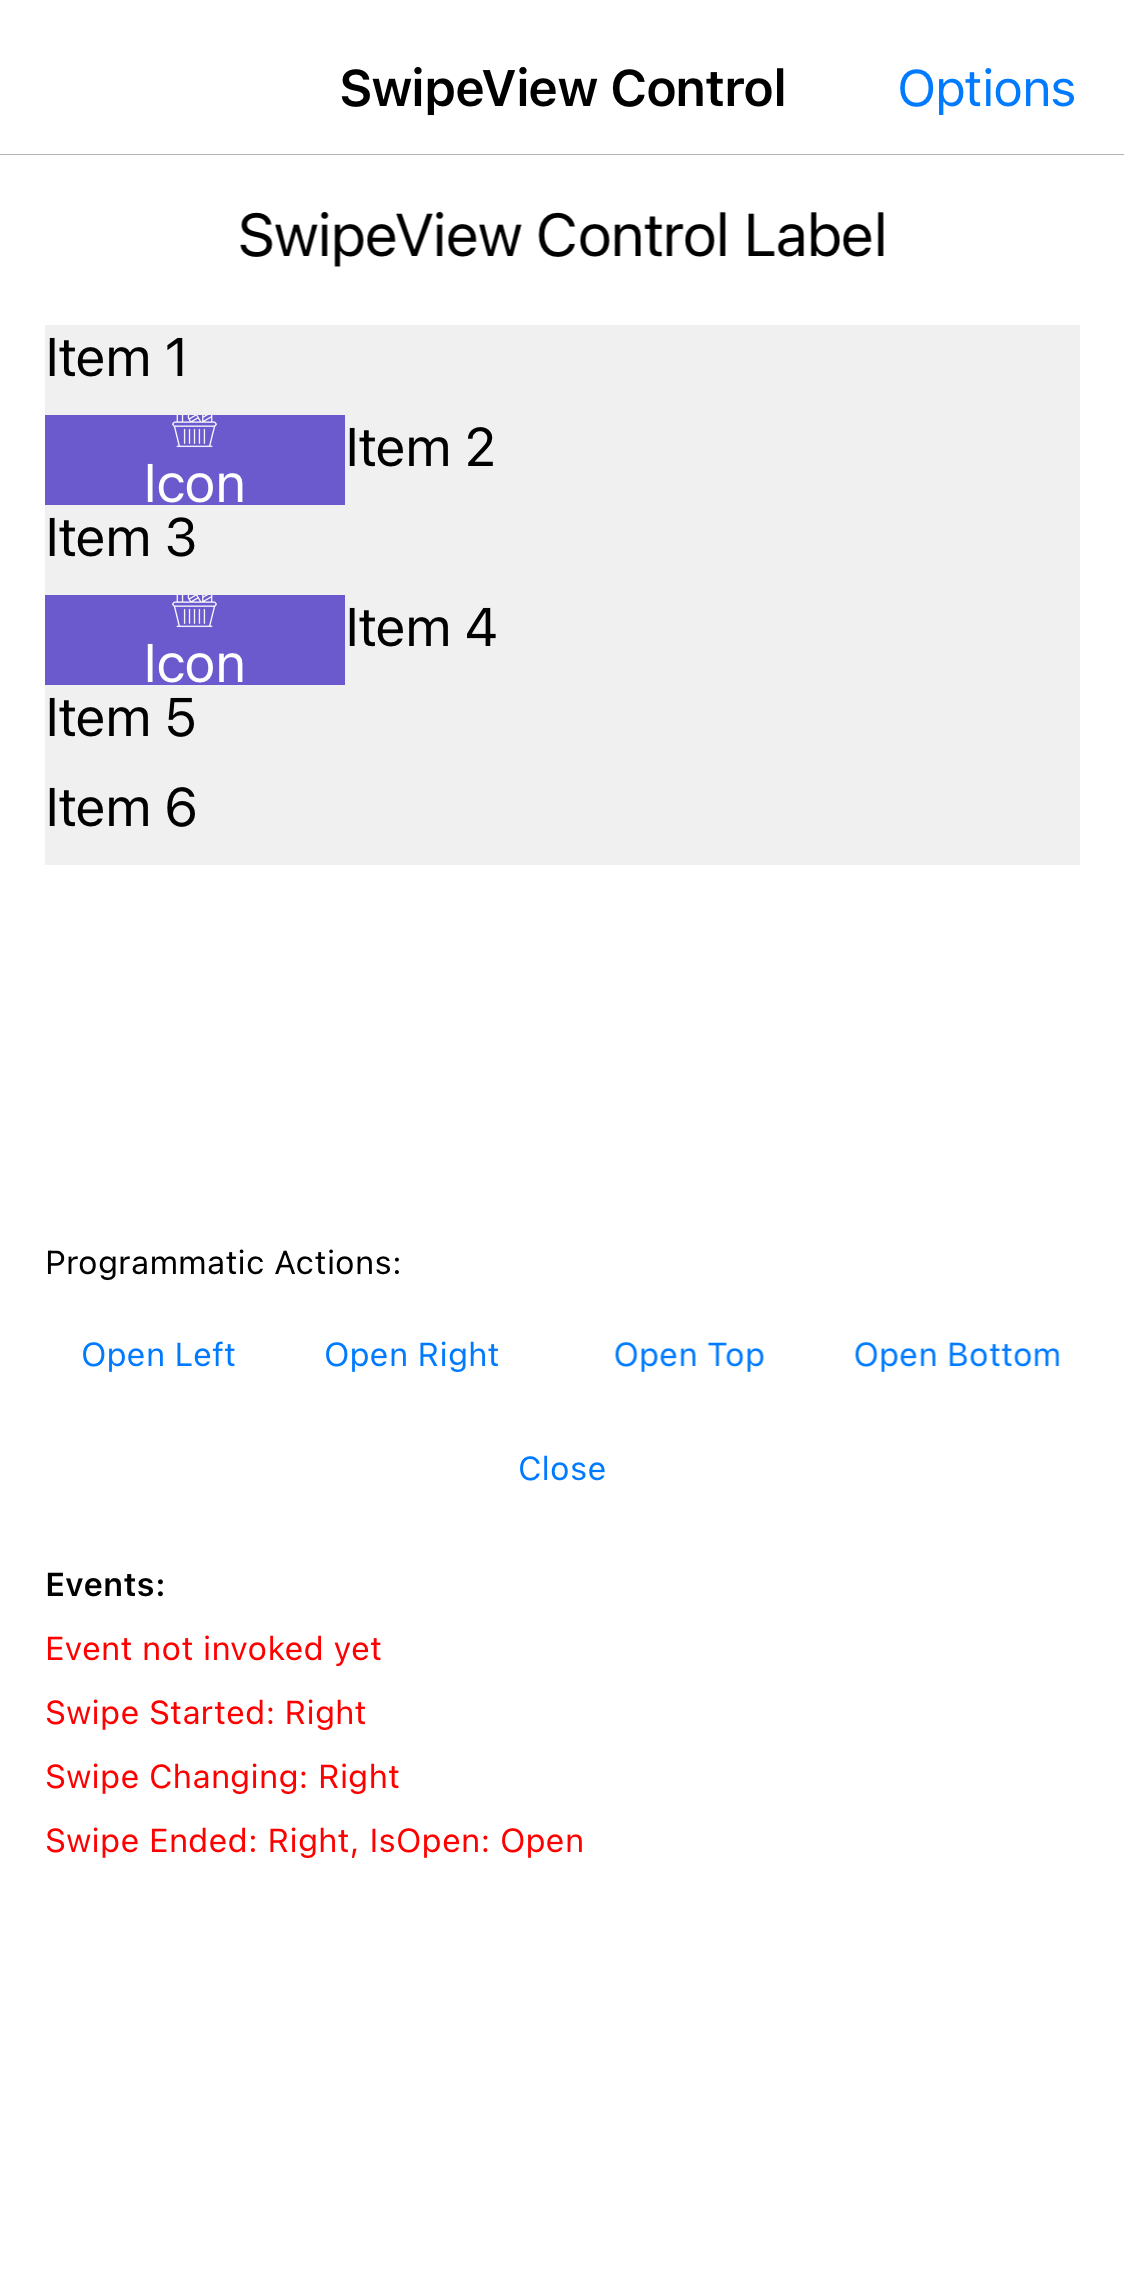 SwipeView Control
Options
SwipeView Control Label
Item 1
Item 2
Icon
Item 3
Item 4
Icon
Item 5
Item 6
Programmatic Actions:
Open Left
Open Right
Open Top
Open Bottom
Close
Events:
Event not invoked yet
Swipe Started: Right
Swipe Changing: Right
Swipe Ended: Right, IsOpen: Open